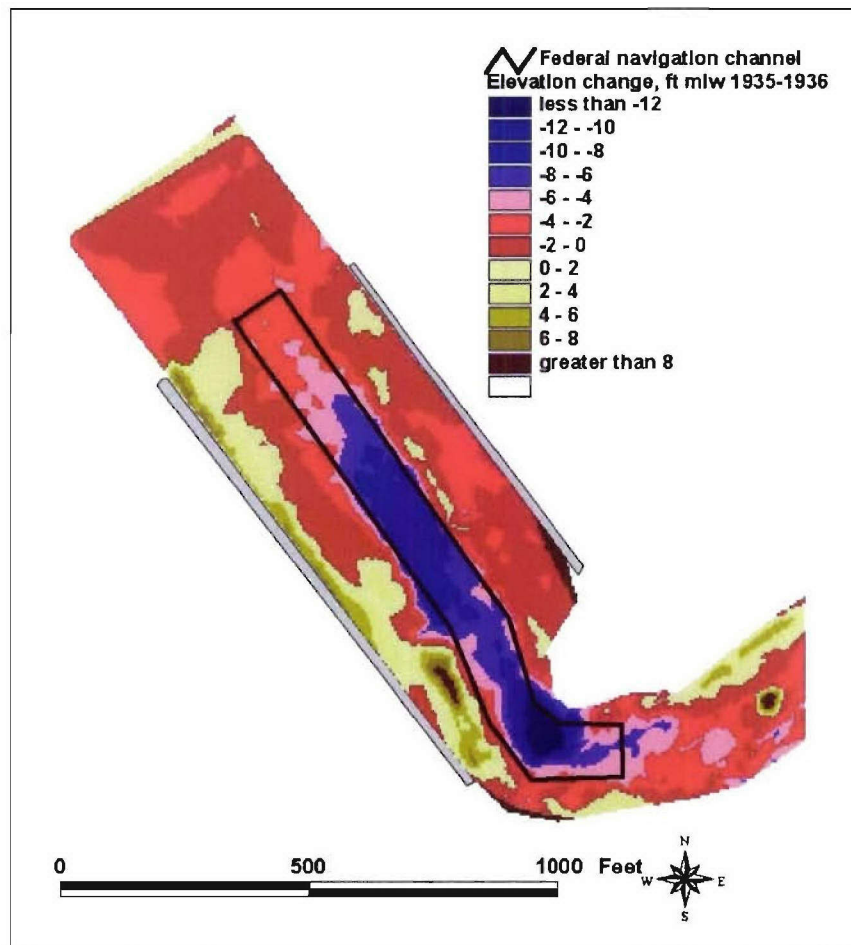 Federal navigation channel
Elevation change, ft mlw 1935-1936
less than -12
-12 - -10
-10 - -8
-8 - -6
-6 - -4
-4 - -2
-2 - 0
0 - 2
2 - 4
4 - 6
6 - 8
greater than 8
0 500 1000 Feet
N
W E
S